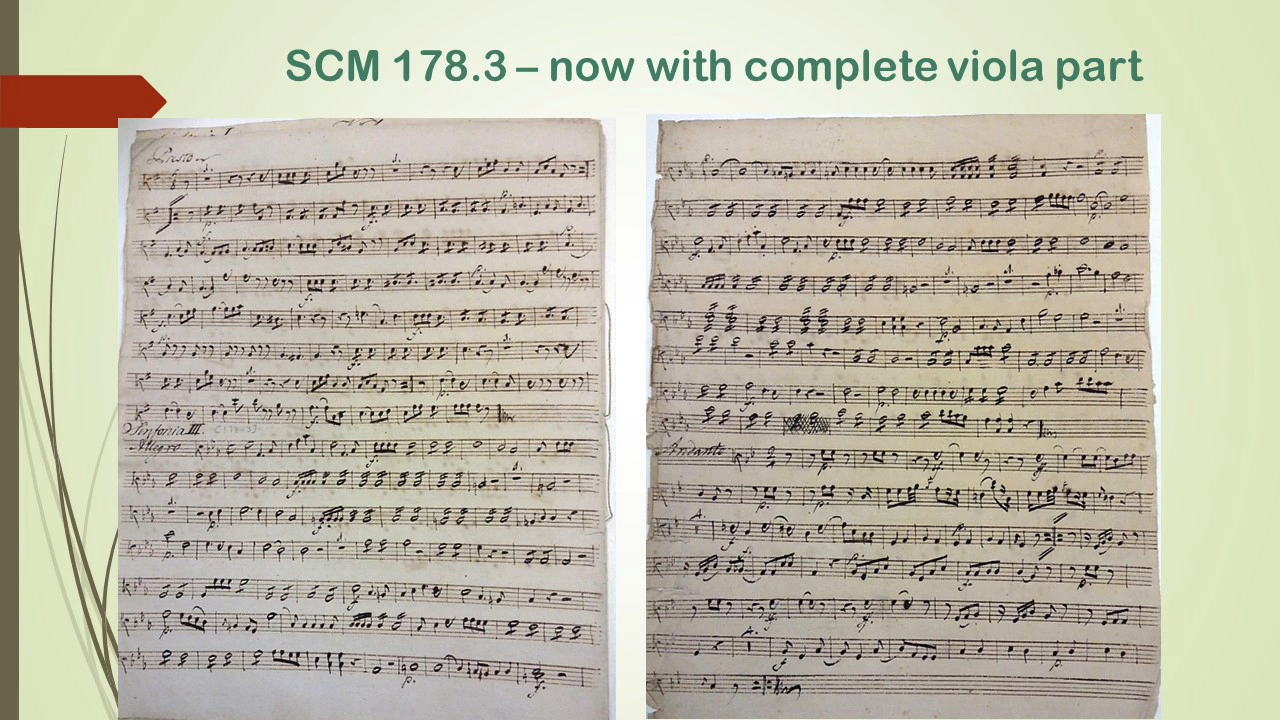 SCM 178.3 – now with complete viola part
Presto
Sinfonia III
Allegro
Andante